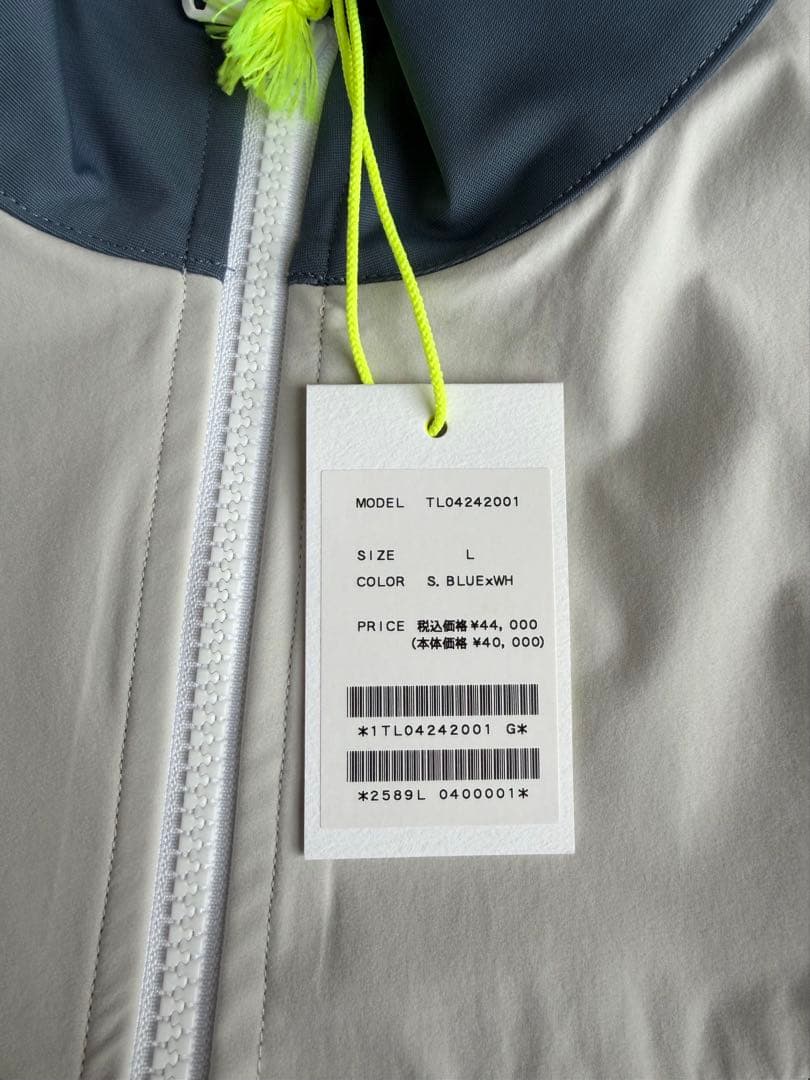 MODEL TL04242001
SIZE L
COLOR S. BLUExWH
PRICE 税込価格 ¥44, 000
(本体価格 ¥40, 000)
*1TL04242001 G*
*2589L 0400001*